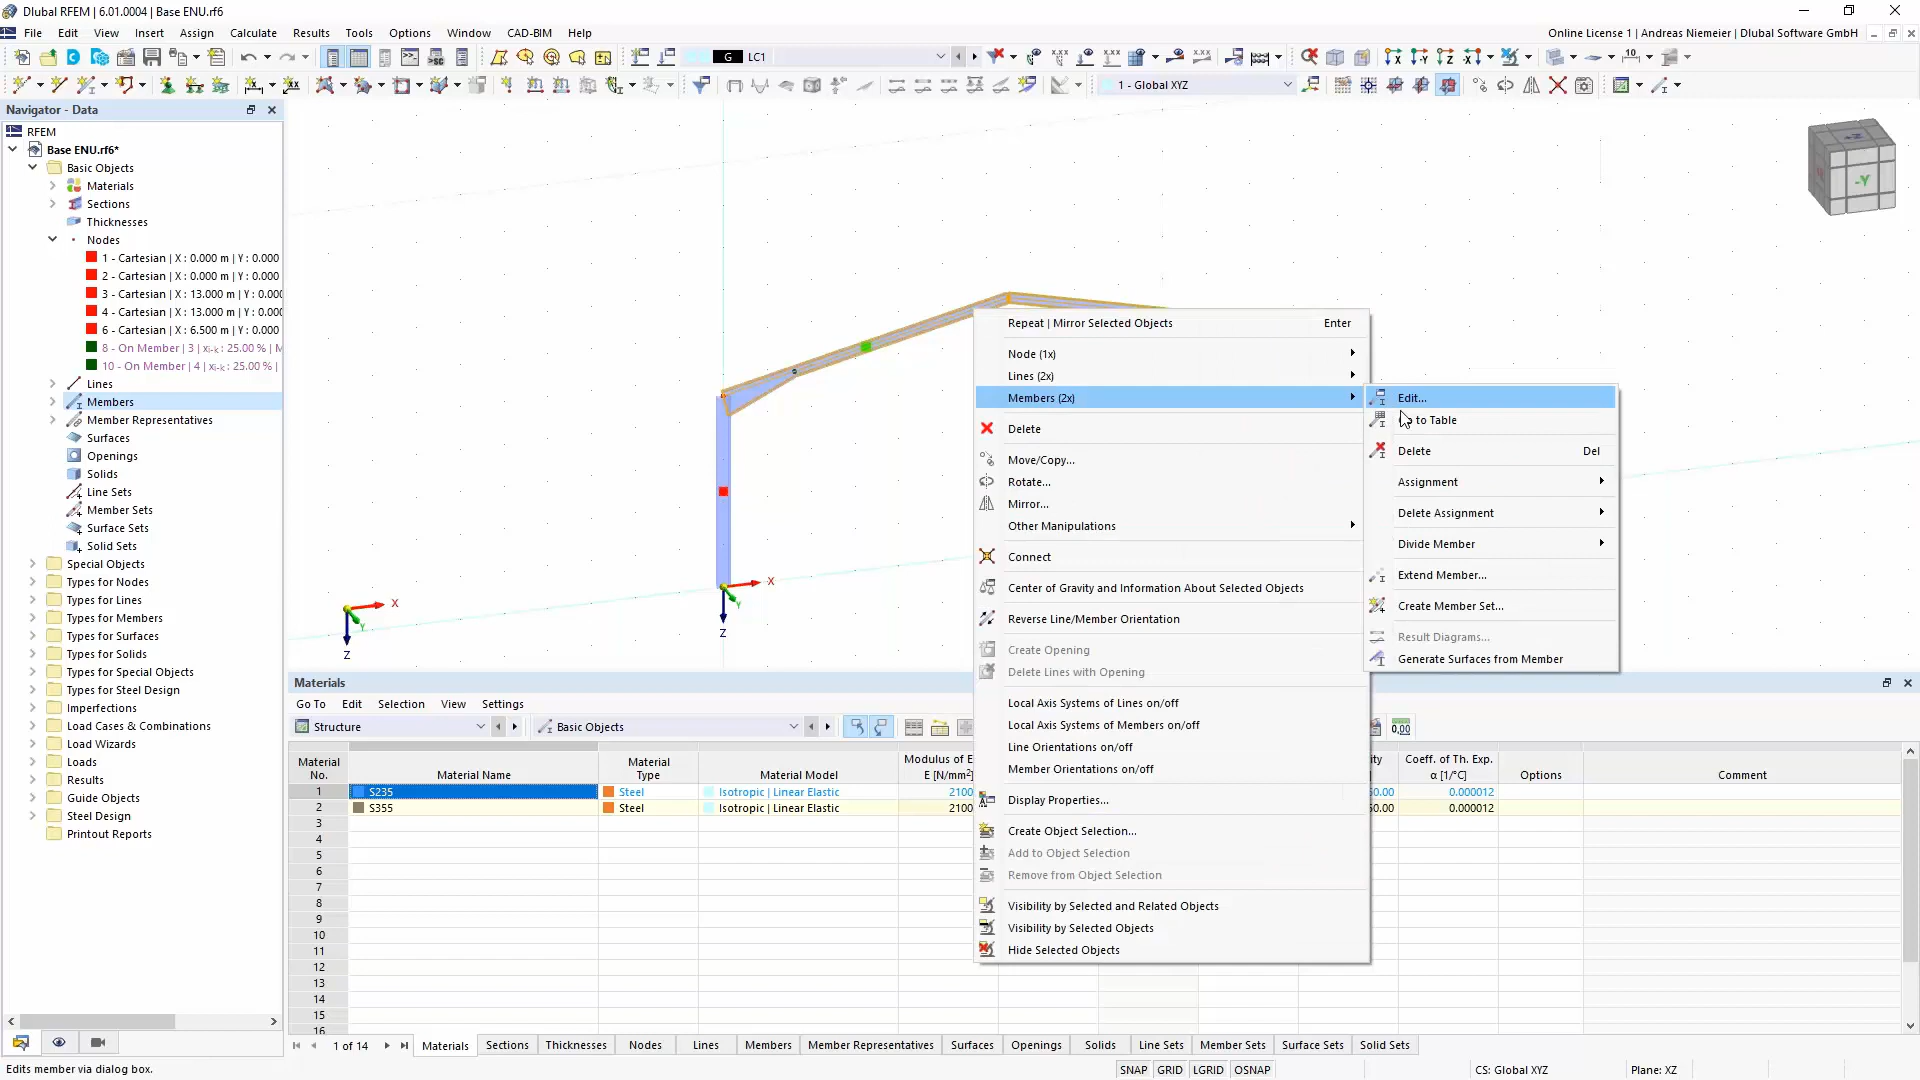 Dlubal RFEM | 6.01.0004 | Base ENU.rf6
File Edit View Insert Assign Calculate Results Tools Options Window CAD-BIM Help
Online License 1 | Andreas Niemeier | Dlubal Software GmbH
G LC1
1 - Global XYZ
Navigator - Data
RFEM
Base ENU.rf6*
Basic Objects
Materials
Sections
Thicknesses
Nodes
1 - Cartesian | X : 0.000 m | Y : 0.000
2 - Cartesian | X : 0.000 m | Y : 0.000
3 - Cartesian | X : 13.000 m | Y : 0.000
4 - Cartesian | X : 13.000 m | Y : 0.000
6 - Cartesian | X : 6.500 m | Y : 0.000
8 - On Member | 3 | xi-k : 25.00 % | M
10 - On Member | 4 | xi-k : 25.00 % |
Lines
Members
Member Representatives
Surfaces
Openings
Solids
Line Sets
Member Sets
Surface Sets
Solid Sets
Special Objects
Types for Nodes
Types for Lines
Types for Members
Types for Surfaces
Types for Solids
Types for Special Objects
Types for Steel Design
Imperfections
Load Cases & Combinations
Load Wizards
Loads
Results
Guide Objects
Steel Design
Printout Reports
-Y
+Z
X
Y
Z
X
Y
Z
Repeat | Mirror Selected Objects Enter
Node (1x)
Lines (2x)
Members (2x)
Delete
Move/Copy...
Rotate...
Mirror...
Other Manipulations
Connect
Center of Gravity and Information About Selected Objects
Reverse Line/Member Orientation
Create Opening
Delete Lines with Opening
Local Axis Systems of Lines on/off
Local Axis Systems of Members on/off
Line Orientations on/off
Member Orientations on/off
Display Properties...
Create Object Selection...
Add to Object Selection
Remove from Object Selection
Visibility by Selected and Related Objects
Visibility by Selected Objects
Hide Selected Objects
Edit...
to Table
Delete Del
Assignment
Delete Assignment
Divide Member
Extend Member...
Create Member Set...
Result Diagrams...
Generate Surfaces from Member
Materials
Go To Edit Selection View Settings
Structure Basic Objects
0,00
Material No. Material Name Material Type Material Model Modulus of E E [N/mm2] ity Coeff. of Th. Exp. α [1/°C] Options Comment
1 S235 Steel Isotropic | Linear Elastic 2100 50.00 0.000012
2 S355 Steel Isotropic | Linear Elastic 2100 50.00 0.000012
3
4
5
6
7
8
9
10
11
12
13
14
15
16
1 of 14 Materials Sections Thicknesses Nodes Lines Members Member Representatives Surfaces Openings Solids Line Sets Member Sets Surface Sets Solid Sets
Edits member via dialog box.
SNAP GRID LGRID OSNAP CS: Global XYZ Plane: XZ